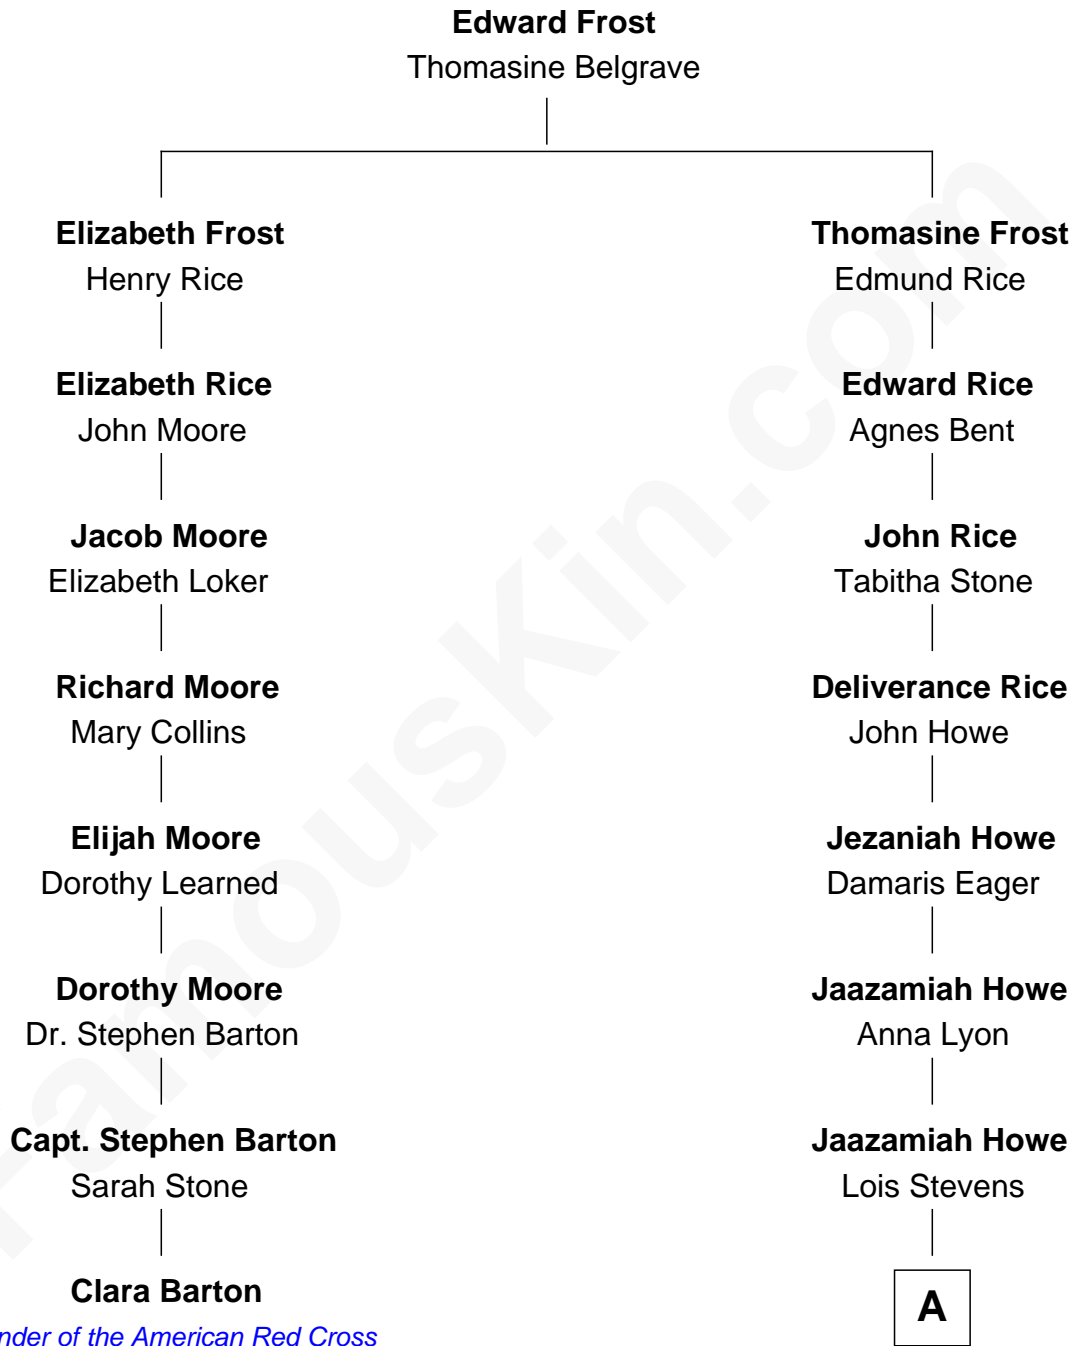 Edward Frost
Thomasine Belgrave
Elizabeth Frost
Henry Rice
Thomasine Frost
Edmund Rice
Elizabeth Rice
John Moore
Edward Rice
Agnes Bent
Jacob Moore
Elizabeth Loker
John Rice
Tabitha Stone
Richard Moore
Mary Collins
Deliverance Rice
John Howe
Elijah Moore
Dorothy Learned
Jezaniah Howe
Damaris Eager
Dorothy Moore
Dr. Stephen Barton
Jaazamiah Howe
Anna Lyon
Capt. Stephen Barton
Sarah Stone
Jaazamiah Howe
Lois Stevens
Clara Barton
nder of the American Red Cross
A
FamousKin.com